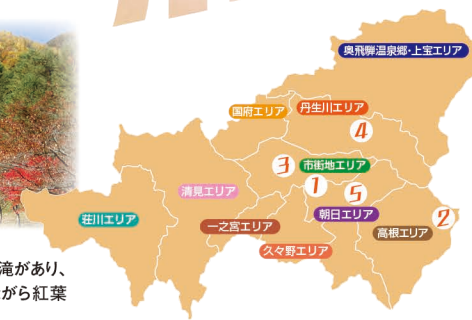 奥飛騨温泉郷・上宝エリア
国府エリア
丹生川エリア
4
3
市街地エリア
1
5
清見エリア
荘川エリア
一之宮エリア
朝日エリア
2
高根エリア
久々野エリア
滝があり、
がら紅葉